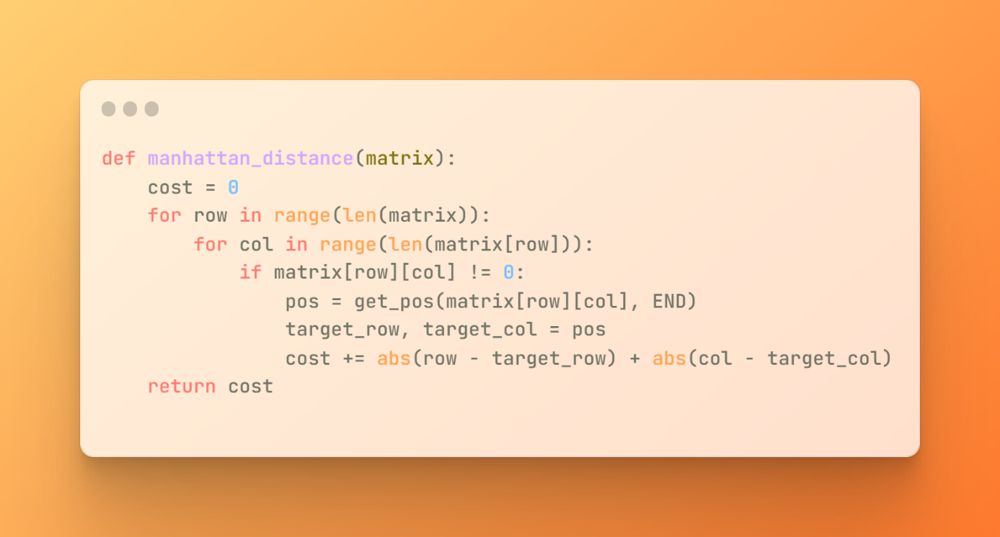 def manhattan_distance(matrix):
    cost = 0
    for row in range(len(matrix)):
        for col in range(len(matrix[row])):
            if matrix[row][col] != 0:
                pos = get_pos(matrix[row][col], END)
                target_row, target_col = pos
                cost += abs(row - target_row) + abs(col - target_col)
    return cost